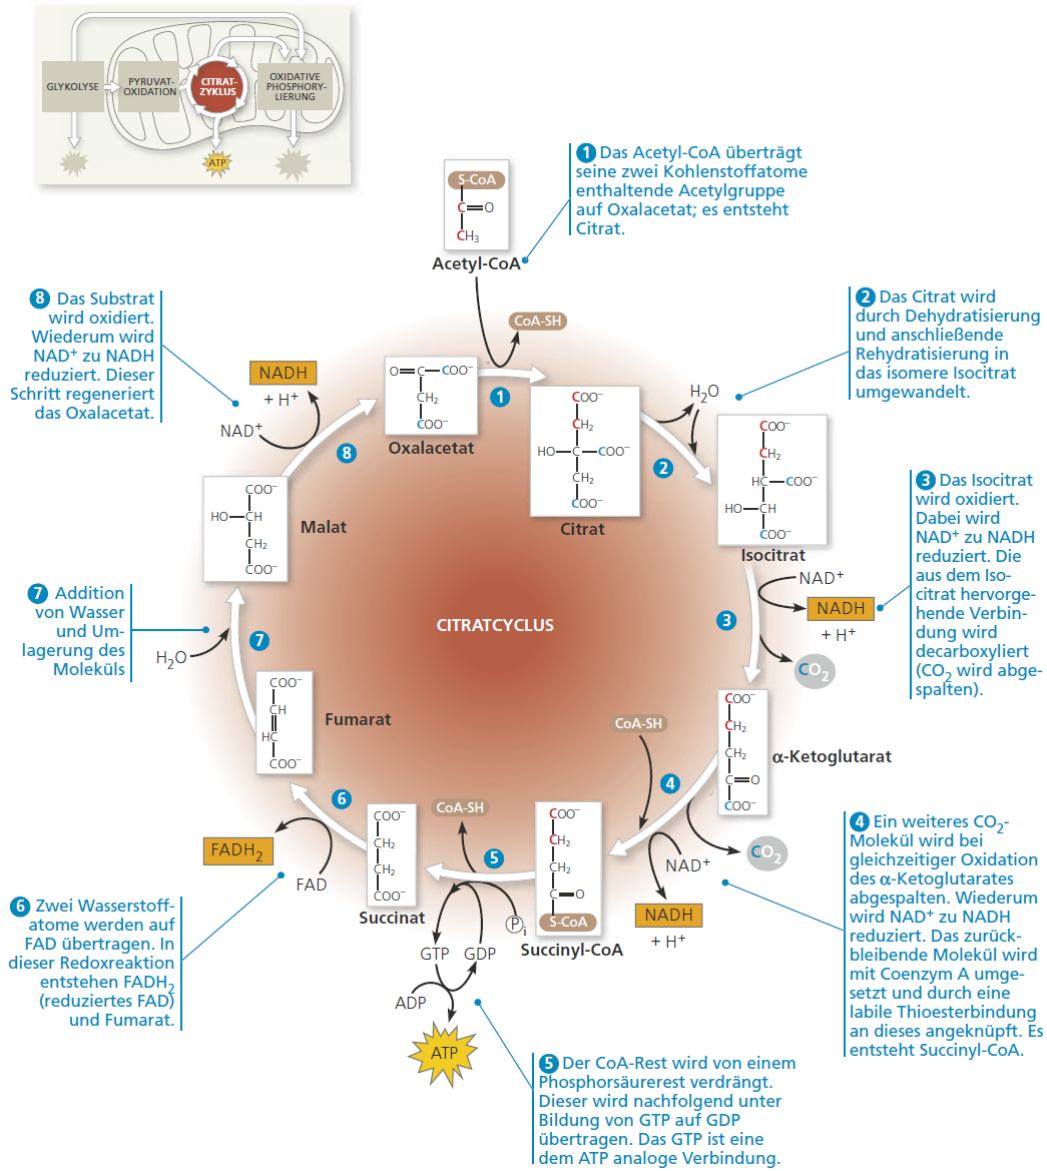 GLYKOLYSE
PYRUVAT-
OXIDATION
CITRAT-
ZYKLUS
OXIDATIVE
PHOSPHORY-
LIERUNG
ATP
S-CoA
C=O
CH3
Acetyl-CoA
1 Das Acetyl-CoA überträgt
seine zwei Kohlenstoffatome
enthaltende Acetylgruppe
auf Oxalacetat; es entsteht
Citrat.
CoA-SH
8 Das Substrat
wird oxidiert.
Wiederum wird
NAD⁺ zu NADH
reduziert. Dieser
Schritt regeneriert
das Oxalacetat.
NADH
+ H⁺
NAD⁺
8
O=C–COO⁻
CH₂
COO⁻
Oxalacetat
1
COO⁻
CH₂
HO–C–COO⁻
CH₂
COO⁻
Citrat
2
H₂O
2 Das Citrat wird
durch Dehydratisierung
und anschließende
Rehydratisierung in
das isomere Isocitrat
umgewandelt.
COO⁻
CH₂
HC–COO⁻
HO–CH
COO⁻
Isocitrat
3 Das Isocitrat
wird oxidiert.
Dabei wird
NAD⁺ zu NADH
reduziert. Die
aus dem Iso-
citrat hervorge-
hende Verbin-
dung wird
decarboxyliert
(CO₂ wird abge-
spalten).
NAD⁺
NADH
+ H⁺
3
CO₂
COO⁻
HO–CH
CH₂
COO⁻
Malat
7 Addition
von Wasser
und Um-
lagerung des
Moleküls
H₂O
7
CITRATCYCLUS
COO⁻
CH
HC
COO⁻
Fumarat
CoA-SH
COO⁻
CH₂
CH₂
C=O
COO⁻
α-Ketoglutarat
4
CO₂
NAD⁺
NADH
+ H⁺
4 Ein weiteres CO₂-
Molekül wird bei
gleichzeitiger Oxidation
des α-Ketoglutarates
abgespalten. Wiederum
wird NAD⁺ zu NADH
reduziert. Das zurück-
bleibende Molekül wird
mit Coenzym A umge-
setzt und durch eine
labile Thioesterbindung
an dieses angeknüpft. Es
entsteht Succinyl-CoA.
COO⁻
CH₂
CH₂
C=O
S-CoA
Succinyl-CoA
5
CoA-SH
Pi
GTP
GDP
ADP
ATP
5 Der CoA-Rest wird von einem
Phosphorsäurerest verdrängt.
Dieser wird nachfolgend unter
Bildung von GTP auf GDP
übertragen. Das GTP ist eine
dem ATP analoge Verbindung.
COO⁻
CH₂
CH₂
COO⁻
Succinat
6
FADH₂
FAD
6 Zwei Wasserstoff-
atome werden auf
FAD übertragen. In
dieser Redoxreaktion
entstehen FADH₂
(reduziertes FAD)
und Fumarat.